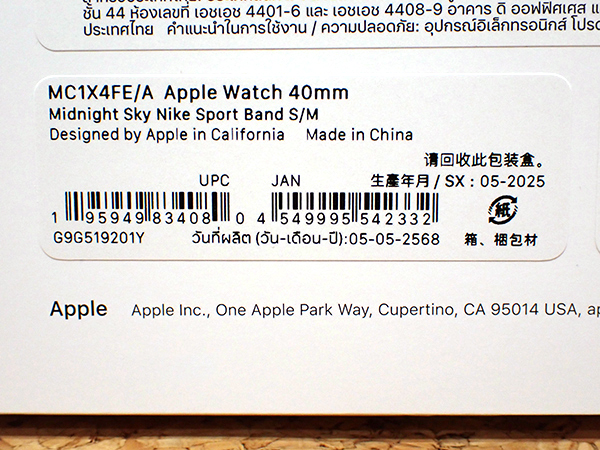 ชั้น 44 ห้องเลขที่ เอชเอช 4401-6 และ เอชเอช 4408-9 อาคาร ดิ ออฟฟิศเศส แ
ประเทศไทย คำแนะนำในการใช้งาน / ความปลอดภัย: อุปกรณ์อิเล็กทรอนิกส์ โปรด
MC1X4FE/A Apple Watch 40mm
Midnight Sky Nike Sport Band S/M
Designed by Apple in California Made in China
请回收此包装盒。
UPC JAN 生產年月 / SX : 05-2025
1 95949 83408 0 4 549995 542332
紙
G9G519201Y วันที่ผลิต (วัน-เดือน-ปี):05-05-2568 箱、梱包材
Apple Apple Inc., One Apple Park Way, Cupertino, CA 95014 USA, ap